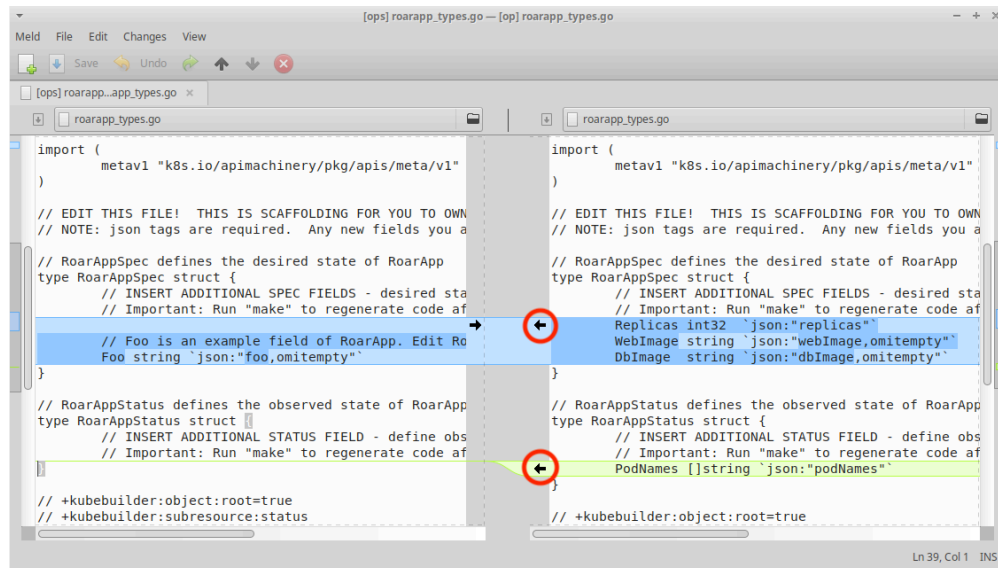 [ops] roarapp_types.go — [op] roarapp_types.go
Meld File Edit Changes View
Save Undo
[ops] roarapp...app_types.go ×
roarapp_types.go
import (
metav1 "k8s.io/apimachinery/pkg/apis/meta/v1"
)
// EDIT THIS FILE!  THIS IS SCAFFOLDING FOR YOU TO OWN
// NOTE: json tags are required.  Any new fields you a
// RoarAppSpec defines the desired state of RoarApp
type RoarAppSpec struct {
// INSERT ADDITIONAL SPEC FIELDS - desired sta
// Important: Run "make" to regenerate code af
// Foo is an example field of RoarApp. Edit Ro
Foo string `json:"foo,omitempty"`
}
// RoarAppStatus defines the observed state of RoarApp
type RoarAppStatus struct {
// INSERT ADDITIONAL STATUS FIELD - define obs
// Important: Run "make" to regenerate code af
}
// +kubebuilder:object:root=true
// +kubebuilder:subresource:status
roarapp_types.go
import (
metav1 "k8s.io/apimachinery/pkg/apis/meta/v1"
)
// EDIT THIS FILE!  THIS IS SCAFFOLDING FOR YOU TO OWN
// NOTE: json tags are required.  Any new fields you a
// RoarAppSpec defines the desired state of RoarApp
type RoarAppSpec struct {
// INSERT ADDITIONAL SPEC FIELDS - desired sta
// Important: Run "make" to regenerate code af
Replicas int32  `json:"replicas"`
WebImage string `json:"webImage,omitempty"`
DbImage  string `json:"dbImage,omitempty"`
}
// RoarAppStatus defines the observed state of RoarApp
type RoarAppStatus struct {
// INSERT ADDITIONAL STATUS FIELD - define obs
// Important: Run "make" to regenerate code af
PodNames []string `json:"podNames"`
}
// +kubebuilder:object:root=true
Ln 39, Col 1 INS